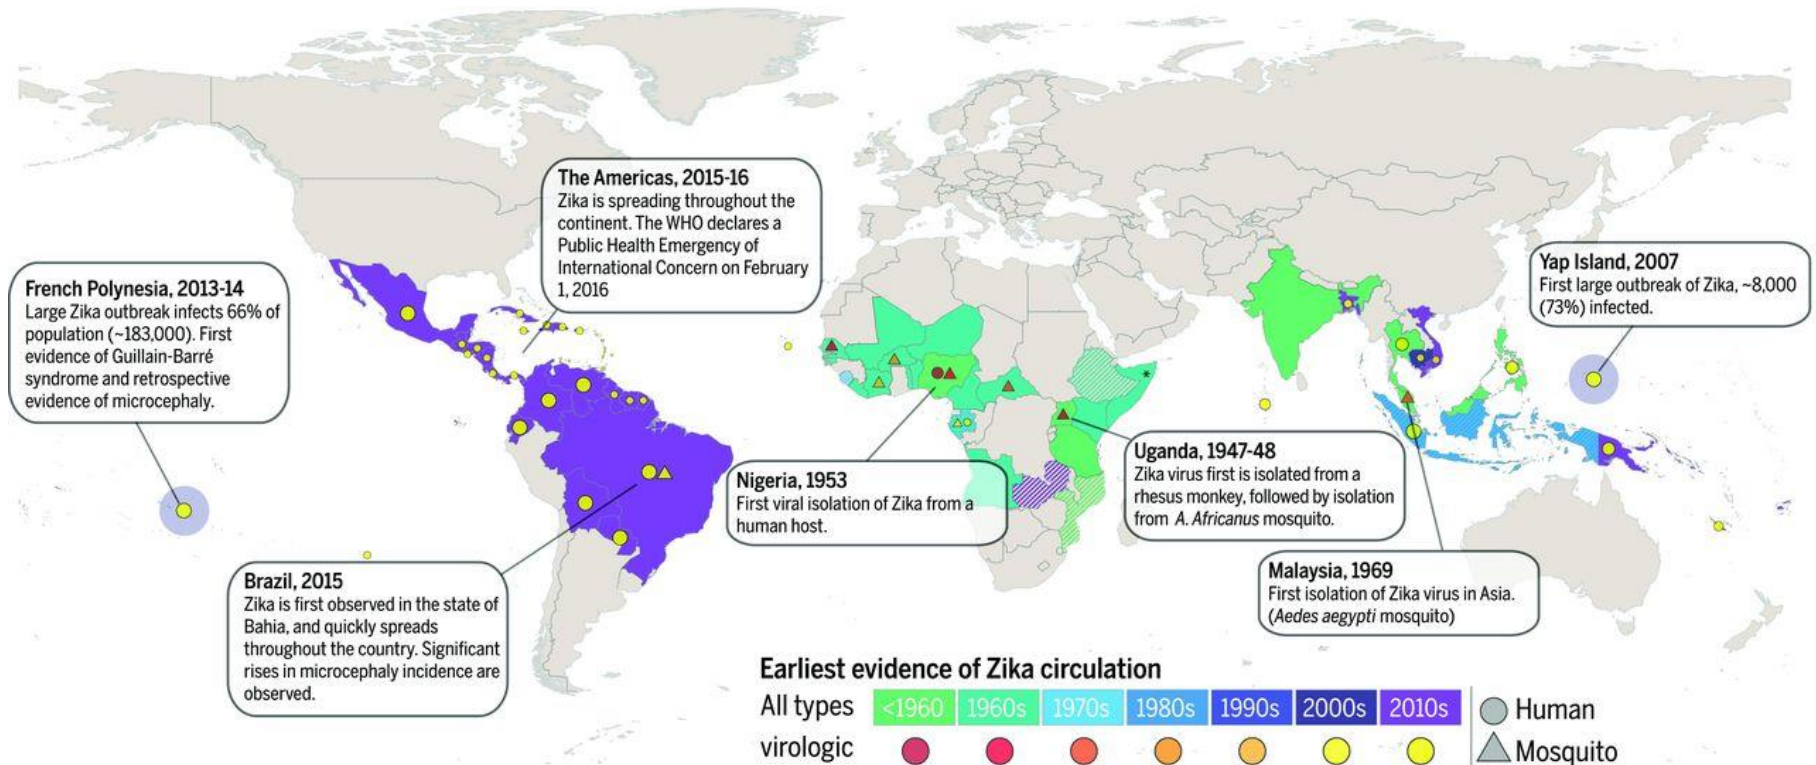 The Americas, 2015-16
Zika is spreading throughout the
continent. The WHO declares a
Public Health Emergency of
International Concern on February
1, 2016
French Polynesia, 2013-14
Large Zika outbreak infects 66% of
population (~183,000). First
evidence of Guillain-Barré
syndrome and retrospective
evidence of microcephaly.
Yap Island, 2007
First large outbreak of Zika, ~8,000
(73%) infected.
*
Nigeria, 1953
First viral isolation of Zika from a
human host.
Uganda, 1947-48
Zika virus first is isolated from a
rhesus monkey, followed by isolation
from A. Africanus mosquito.
Malaysia, 1969
First isolation of Zika virus in Asia.
(Aedes aegypti mosquito)
Brazil, 2015
Zika is first observed in the state of
Bahia, and quickly spreads
throughout the country. Significant
rises in microcephaly incidence are
observed.
Earliest evidence of Zika circulation
All types <1960 1960s 1970s 1980s 1990s 2000s 2010s
Human
virologic
Mosquito